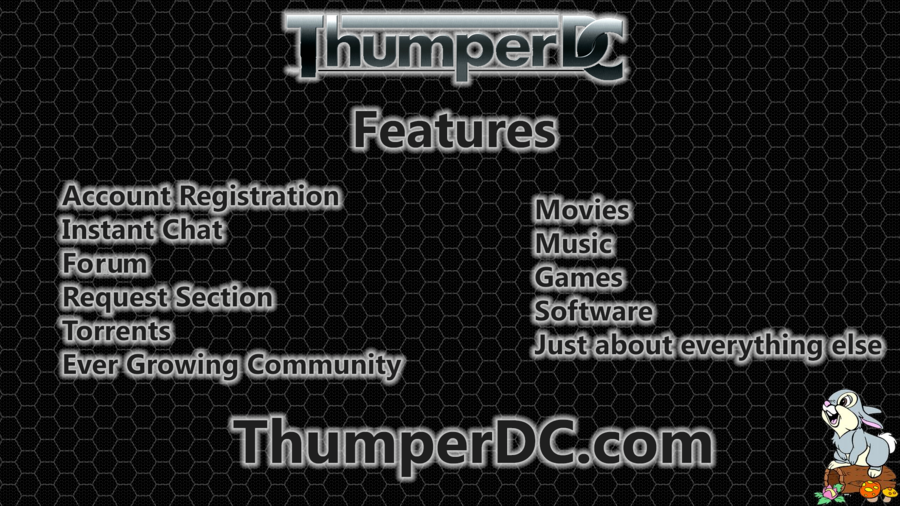 ThumperDC
Features
Account Registration
Instant Chat
Forum
Request Section
Torrents
Ever Growing Community
Movies
Music
Games
Software
Just about everything else
ThumperDC.com